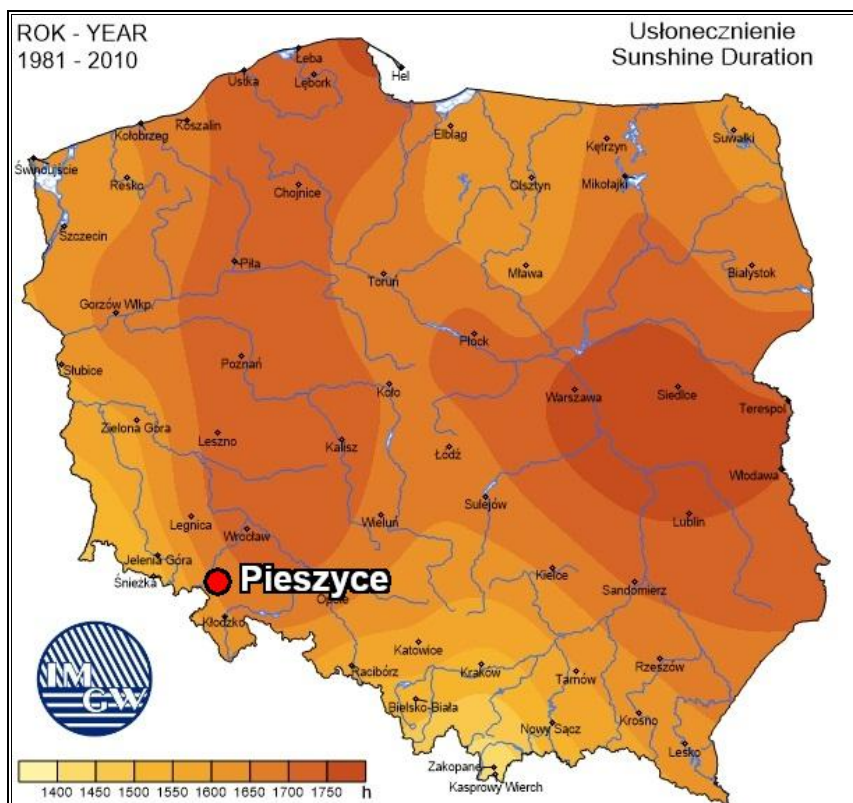 ROK - YEAR
1981 - 2010
Usłonecznienie
Sunshine Duration
Łeba
Hel
Ustka
Lębork
Koszalin
Kołobrzeg
Elbląg
Suwałki
Kętrzyn
Świnoujście
Resko
Chojnice
Olsztyn
Mikołajki
Szczecin
Piła
Toruń
Mława
Białystok
Gorzów Wlkp.
Płock
Słubice
Poznań
Koło
Warszawa
Siedlce
Terespol
Zielona Góra
Leszno
Kalisz
Łódź
Włodawa
Sulejów
Legnica
Wrocław
Wieluń
Lublin
Jelenia Góra
Śnieżka
Pieszyce
Opole
Kielce
Sandomierz
Kłodzko
Katowice
Racibórz
Kraków
Tarnów
Rzeszów
Bielsko-Biała
Nowy Sącz
Krosno
Lesko
Zakopane
Kasprowy Wierch
IM
GW
1400 1450 1500 1550 1600 1650 1700 1750 h